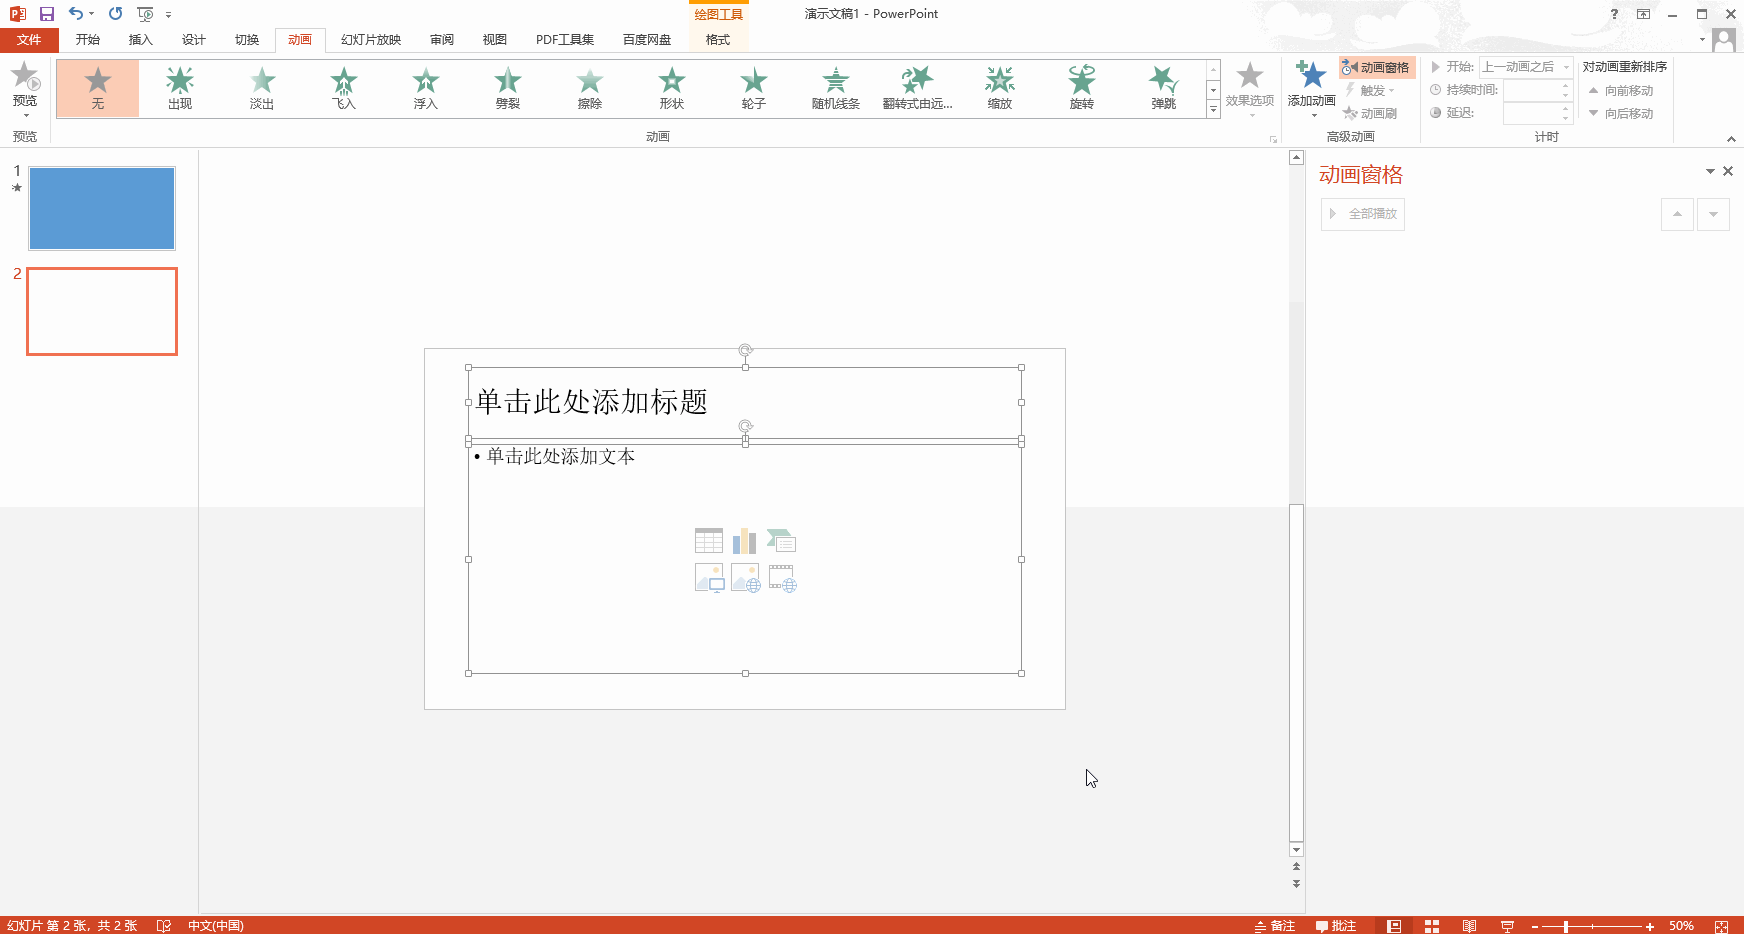 绘图工具
演示文稿1 - PowerPoint
?
文件 开始 插入 设计 切换 动画 幻灯片放映 审阅 视图 PDF工具集 百度网盘 格式
预览
无 出现 淡出 飞入 浮入 劈裂 擦除 形状 轮子 随机线条 翻转式由远... 缩放 旋转 弹跳
效果选项
添加动画
动画窗格
触发
动画刷
开始: 上一动画之后
持续时间:
延迟:
对动画重新排序
向前移动
向后移动
预览 动画 高级动画 计时
1
2
单击此处添加标题
• 单击此处添加文本
动画窗格
全部播放
幻灯片 第 2 张，共 2 张 中文(中国) 备注 批注 50%